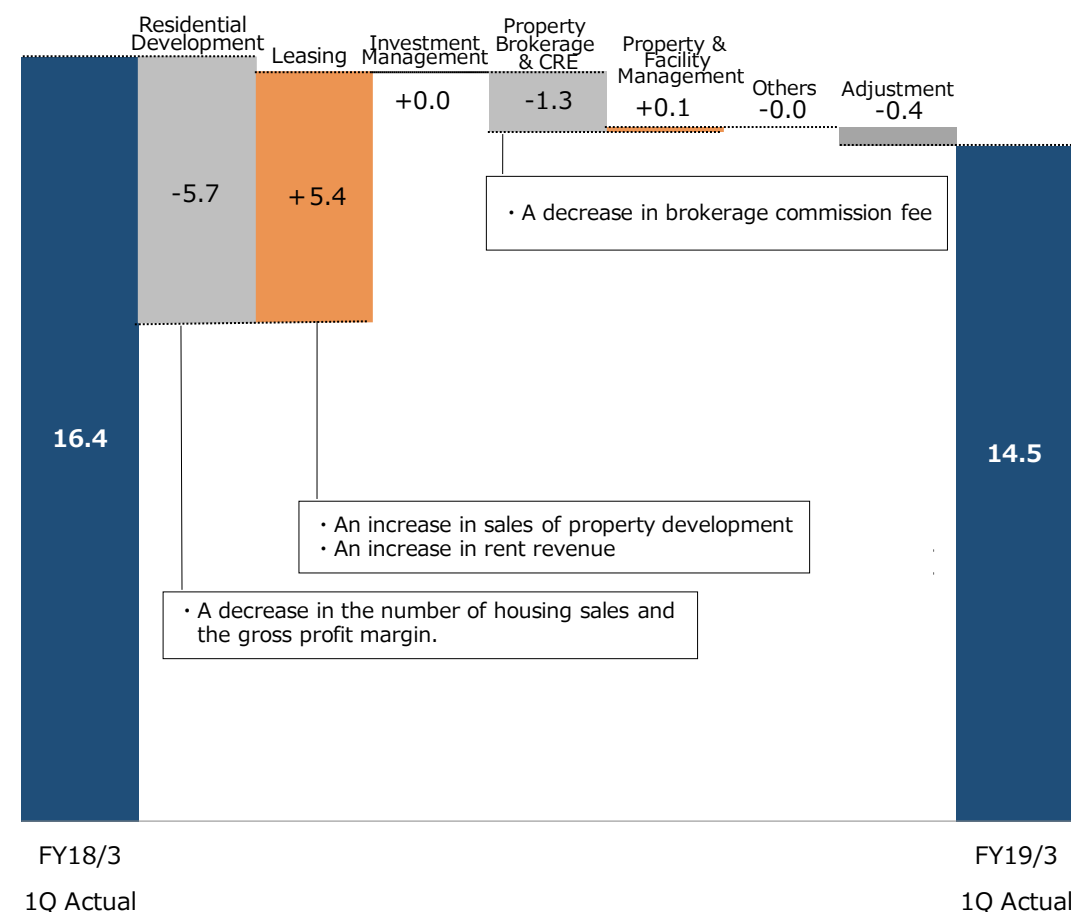 Residential
Development
Leasing
Investment
Management
Property
Brokerage
& CRE
Property &
Facility
Management
Others
Adjustment
-5.7
+5.4
+0.0
-1.3
+0.1
-0.0
-0.4
・A decrease in brokerage commission fee
16.4
14.5
・An increase in sales of property development
・An increase in rent revenue
・A decrease in the number of housing sales and
the gross profit margin.
FY18/3
1Q Actual
FY19/3
1Q Actual